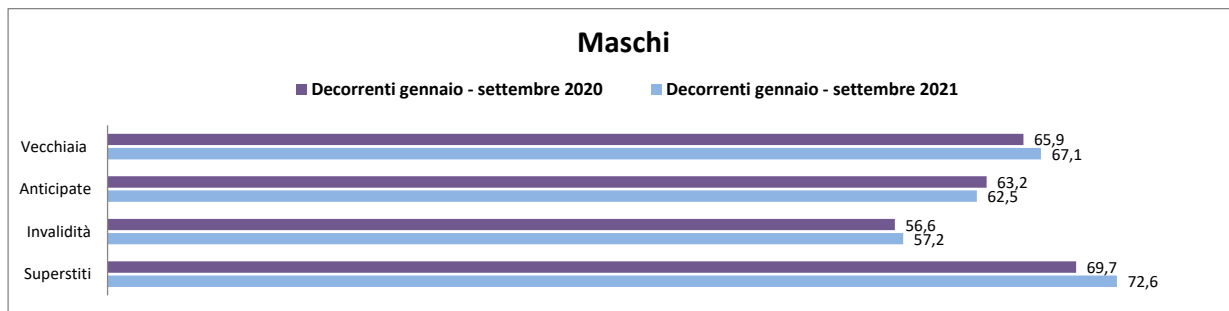 Maschi
Decorrenti gennaio - settembre 2020 Decorrenti gennaio - settembre 2021
Vecchiaia 65,9
67,1
Anticipate 63,2
62,5
Invalidità 56,6
57,2
Superstiti 69,7
72,6